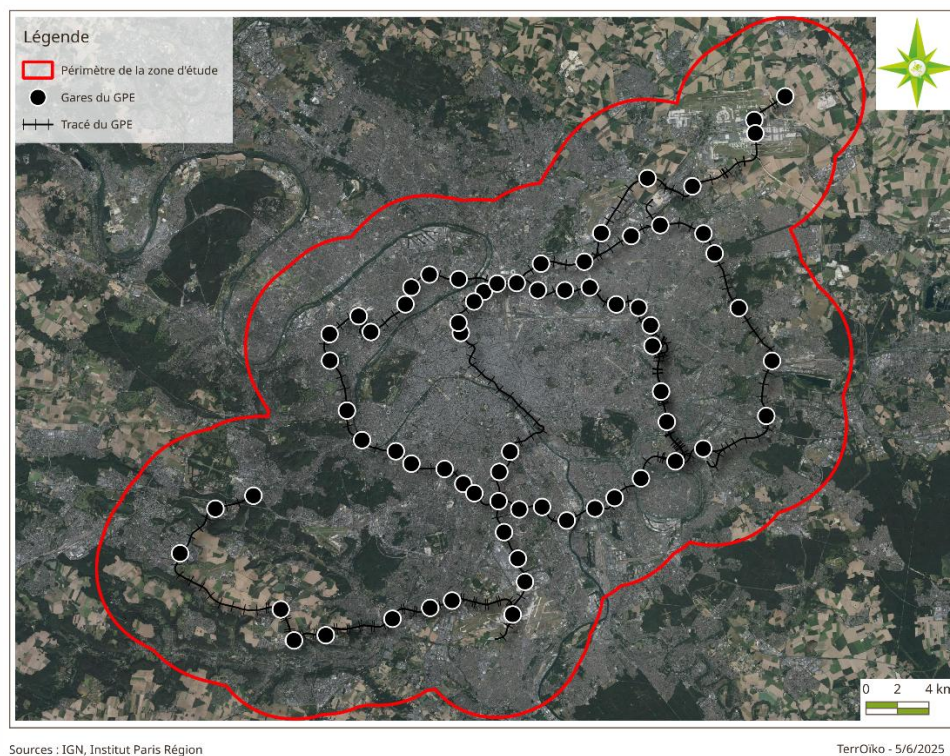 Légende
Périmètre de la zone d'étude
Gares du GPE
Tracé du GPE
0 2 4 km
Sources : IGN, Institut Paris Région
TerrOïko - 5/6/2025